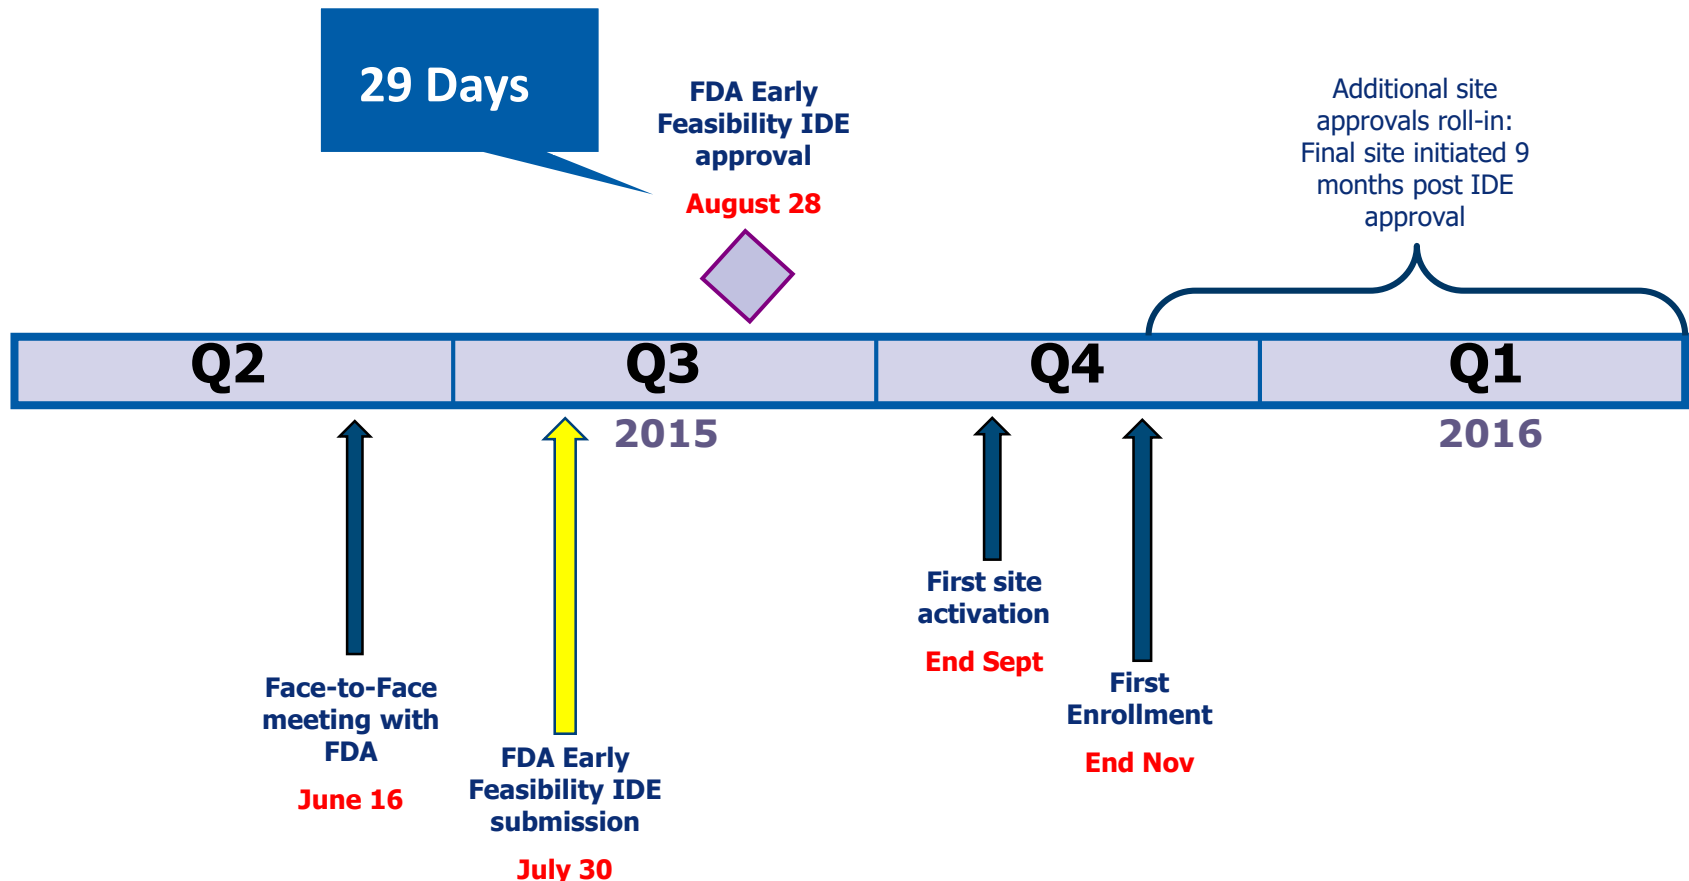 29 Days
FDA Early
Feasibility IDE
approval
August 28
Additional site
approvals roll-in:
Final site initiated 9
months post IDE
approval
Q2
Q3
Q4
Q1
2015
2016
Face-to-Face
meeting with
FDA
June 16
FDA Early
Feasibility IDE
submission
July 30
First site
activation
End Sept
First
Enrollment
End Nov